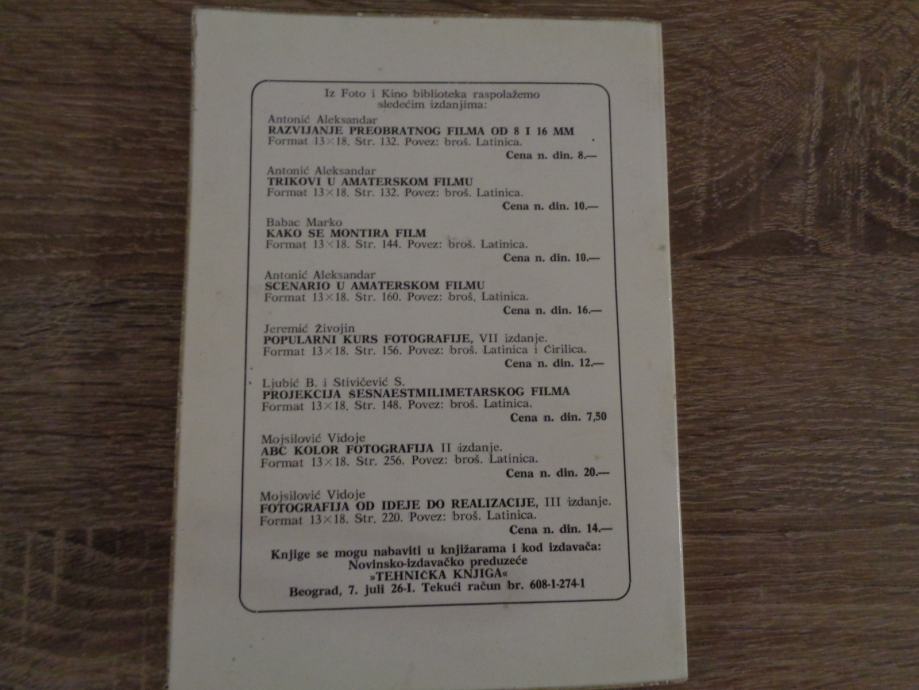 Iz Foto i Kino biblioteka raspolažemo
sledećim izdanjima:
Antonić Aleksandar
RAZVIJANJE PREOBRATNOG FILMA OD 8 I 16 MM
Format 13×18. Str. 132. Povez: broš. Latinica.
Cena n. din. 8.—
Antonić Aleksandar
TRIKOVI U AMATERSKOM FILMU
Format 13×18. Str. 132. Povez: broš. Latinica.
Cena n. din. 10.—
Babac Marko
KAKO SE MONTIRA FILM
Format 13×18. Str. 144. Povez: broš. Latinica.
Cena n. din. 10.—
Antonić Aleksandar
SCENARIO U AMATERSKOM FILMU
Format 13×18. Str. 160. Povez: broš, Latinica.
Cena n. din. 16.—
Jeremić Živojin
POPULARNI KURS FOTOGRAFIJE, VII izdanje.
Format 13×18. Str. 156. Povez: broš. Latinica i Ćirilica.
Cena n. din. 12.—
Ljubić B. i Stivičević S.
PROJEKCIJA SESNAESTMILIMETARSKOG FILMA
Format 13×18. Str. 148. Povez: broš. Latinica.
Cena n. din. 7,50
Mojsilović Vidoje
ABC KOLOR FOTOGRAFIJA II izdanje.
Format 13×18. Str. 256. Povez: broš. Latinica.
Cena n. din. 20.—
Mojsilović Vidoje
FOTOGRAFIJA OD IDEJE DO REALIZACIJE, III izdanje.
Format 13×18. Str. 220. Povez: broš. Latinica.
Cena n. din. 14.—
Knjige se mogu nabaviti u knjižarama i kod izdavača:
Novinsko-izdavačko preduzeće
»TEHNIČKA KNJIGA«
Beograd, 7. juli 26-I. Tekući račun br. 608-1-274-1